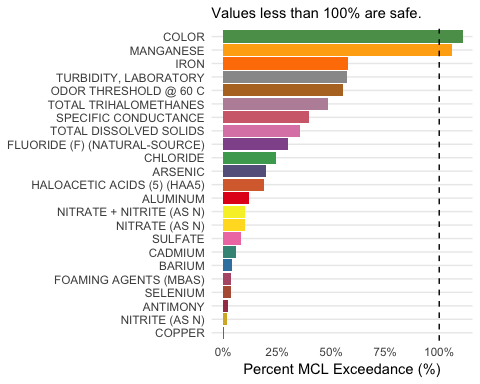 Values less than 100% are safe.
COLOR
MANGANESE
IRON
TURBIDITY, LABORATORY
ODOR THRESHOLD @ 60 C
TOTAL TRIHALOMETHANES
SPECIFIC CONDUCTANCE
TOTAL DISSOLVED SOLIDS
FLUORIDE (F) (NATURAL-SOURCE)
CHLORIDE
ARSENIC
HALOACETIC ACIDS (5) (HAA5)
ALUMINUM
NITRATE + NITRITE (AS N)
NITRATE (AS N)
SULFATE
CADMIUM
BARIUM
FOAMING AGENTS (MBAS)
SELENIUM
ANTIMONY
NITRITE (AS N)
COPPER
0% 25% 50% 75% 100%
Percent MCL Exceedance (%)